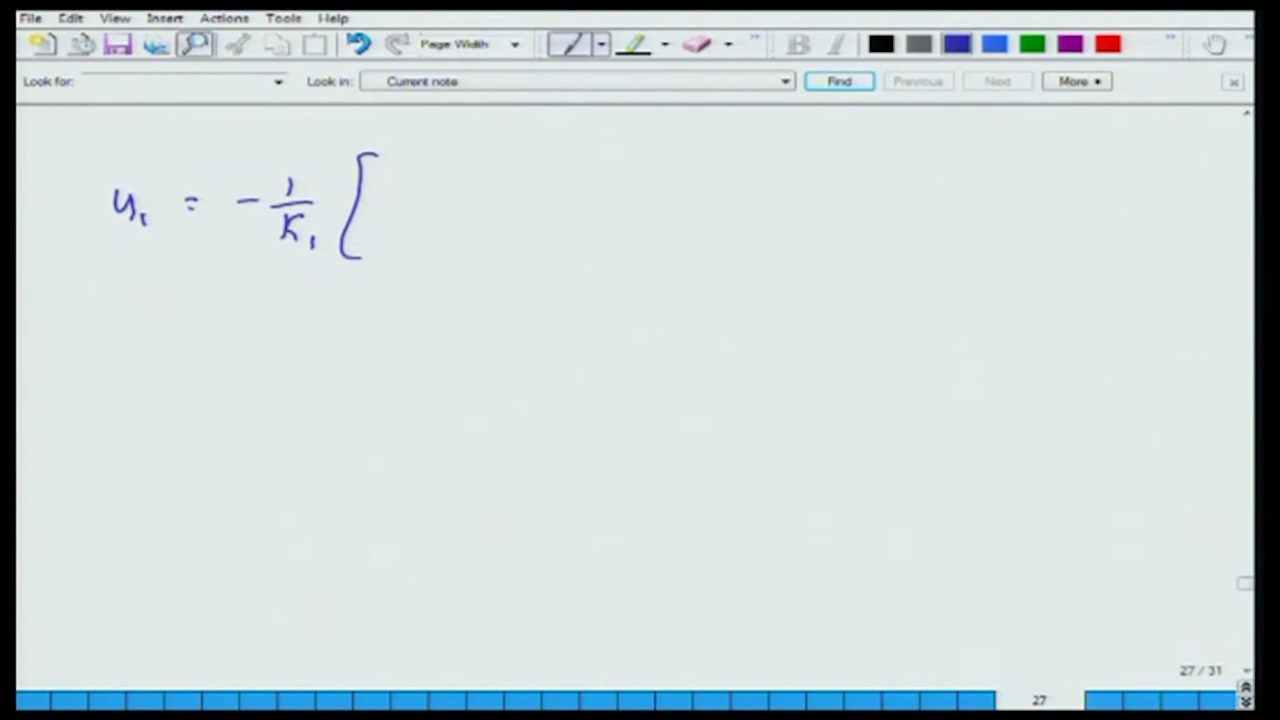 File Edit View Insert Actions Tools Help
Page Width B I
Look for: Look in: Current note Find Previous Next More
u₁ = - 1/K₁ [
27 / 31
27